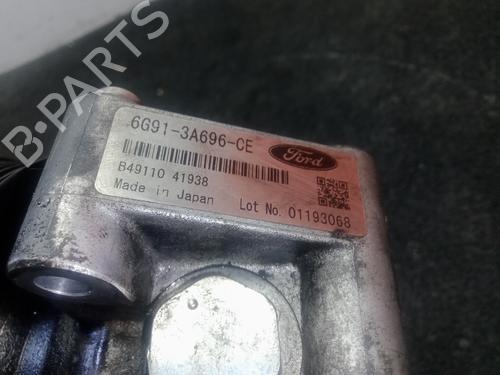 B-PARTS
6G91-3A696-CE
Ford
B49110 41938
Made in Japan
Lot No. 01193068